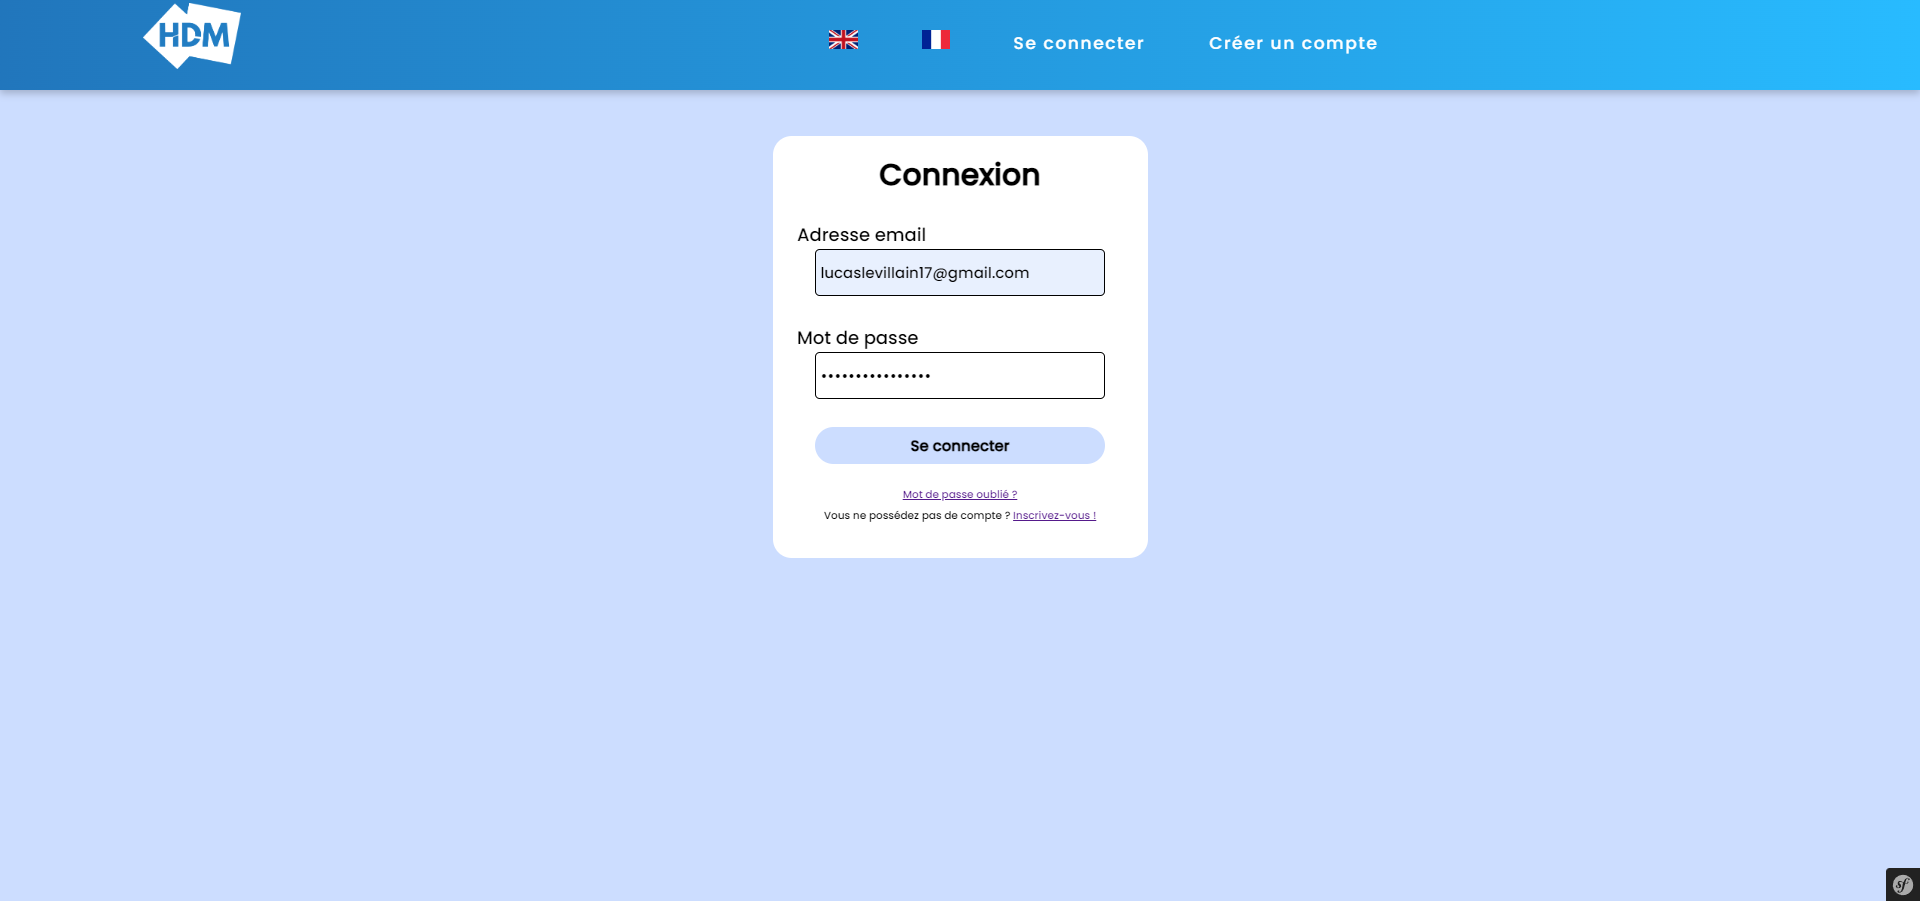 HDM
Se connecter
Créer un compte
Connexion
Adresse email
lucaslevillain17@gmail.com
Mot de passe
••••••••••••••••
Se connecter
Mot de passe oublié ?
Vous ne possédez pas de compte ? Inscrivez-vous !
sf